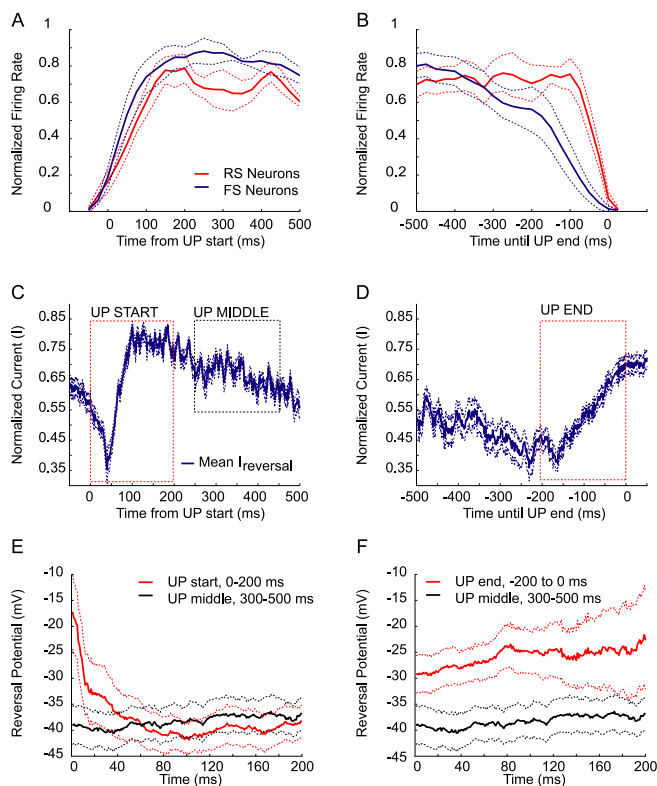 A
B
Normalized Firing Rate
1
0.8
0.6
0.4
0.2
0
RS Neurons
FS Neurons
0 100 200 300 400 500
Time from UP start (ms)
Normalized Firing Rate
1
0.8
0.6
0.4
0.2
0
-500 -400 -300 -200 -100 0
Time until UP end (ms)
C
D
Normalized Current (I)
0.85
0.75
0.65
0.55
0.45
0.35
UP START
UP MIDDLE
Mean Ireversal
0 100 200 300 400 500
Time from UP start (ms)
Normalized Current (I)
0.85
0.75
0.65
0.55
0.45
0.35
UP END
-500 -400 -300 -200 -100 0
Time until UP end (ms)
E
F
Reversal Potential (mV)
-10
-15
-20
-25
-30
-35
-40
-45
UP start, 0-200 ms
UP middle, 300-500 ms
0 40 80 120 160 200
Time (ms)
Reversal Potential (mV)
-10
-15
-20
-25
-30
-35
-40
-45
UP end, -200 to 0 ms
UP middle, 300-500 ms
0 40 80 120 160 200
Time (ms)